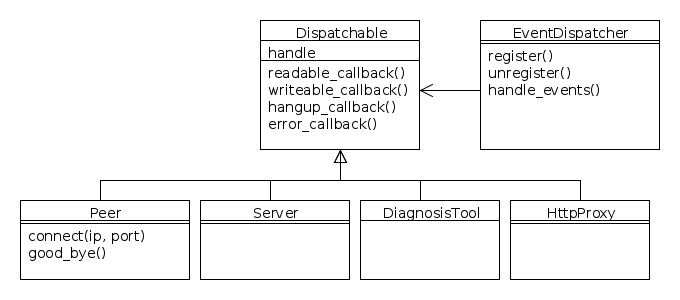 Dispatchable
handle
readable_callback()
writeable_callback()
hangup_callback()
error_callback()
EventDispatcher
register()
unregister()
handle_events()
Peer
connect(ip, port)
good_bye()
Server
DiagnosisTool
HttpProxy